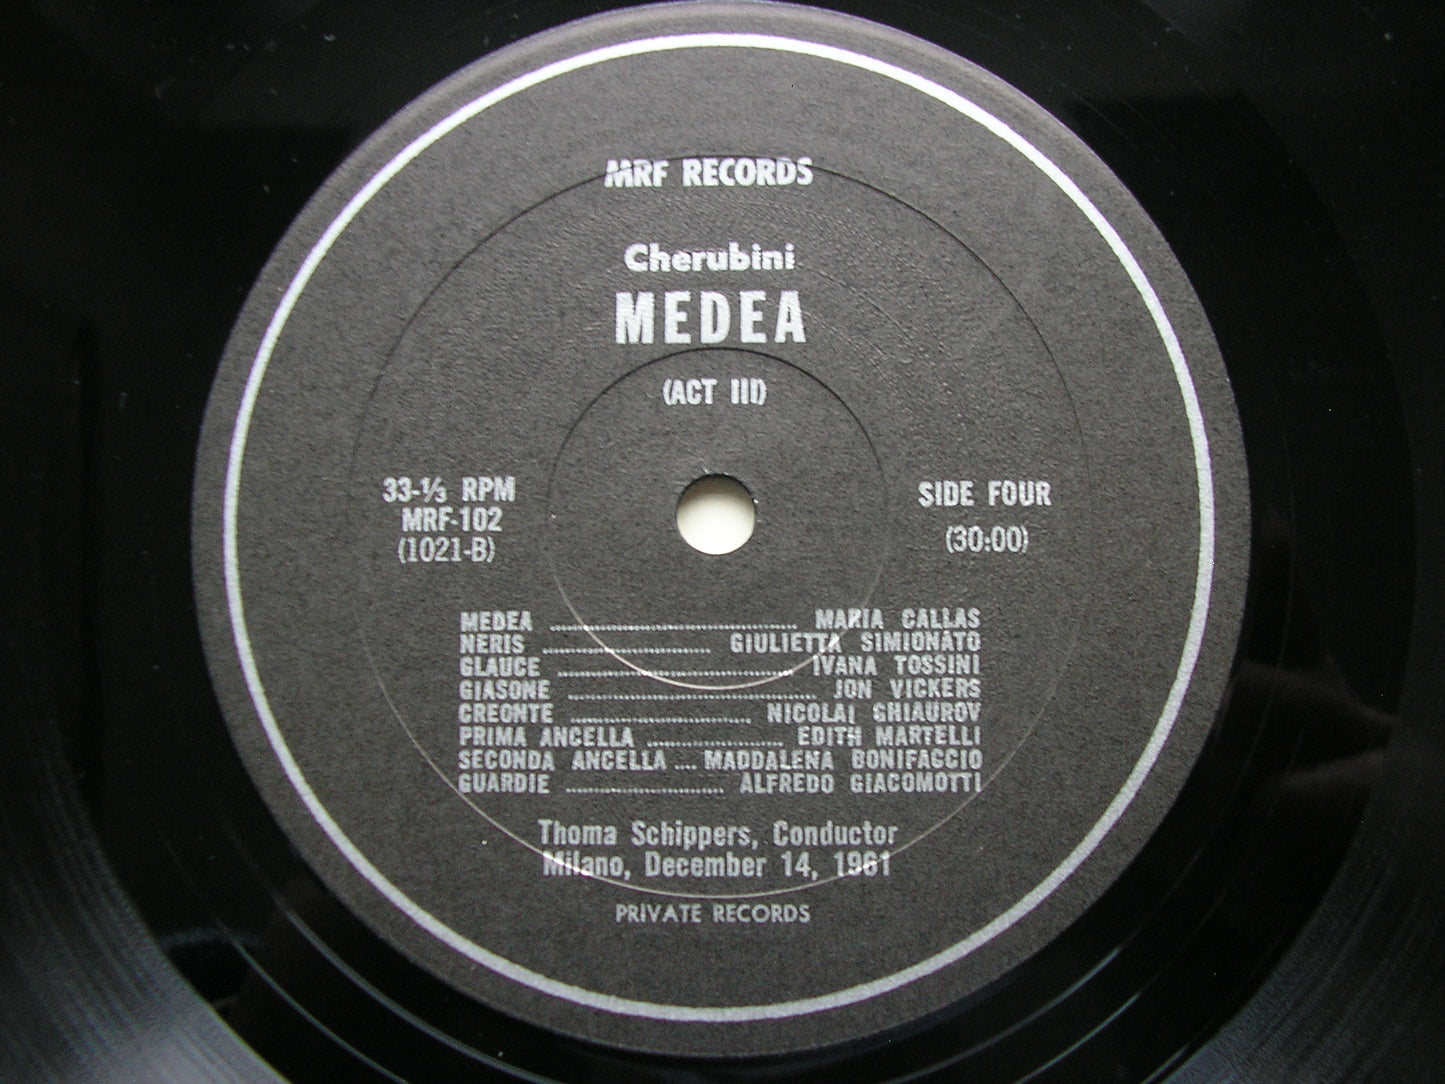 MRF RECORDS
Cherubini
MEDEA
(ACT III)
33-⅓ RPM
MRF-102
(1021-B)
SIDE FOUR
(30:00)
MEDEA ........................ MARIA CALLAS
NERIS ........................ GIULIETTA SIMIONATO
GLAUCE ........................ IVANA TOSSINI
GIASONE ........................ JON VICKERS
CREONTE ........................ NICOLAI GHIAUROV
PRIMA ANCELLA ........................ EDITH MARTELLI
SECONDA ANCELLA .... MADDALENA BONIFACCIO
GUARDIE ........................ ALFREDO GIACOMOTTI
Thoma Schippers, Conductor
Milano, December 14, 1961
PRIVATE RECORDS